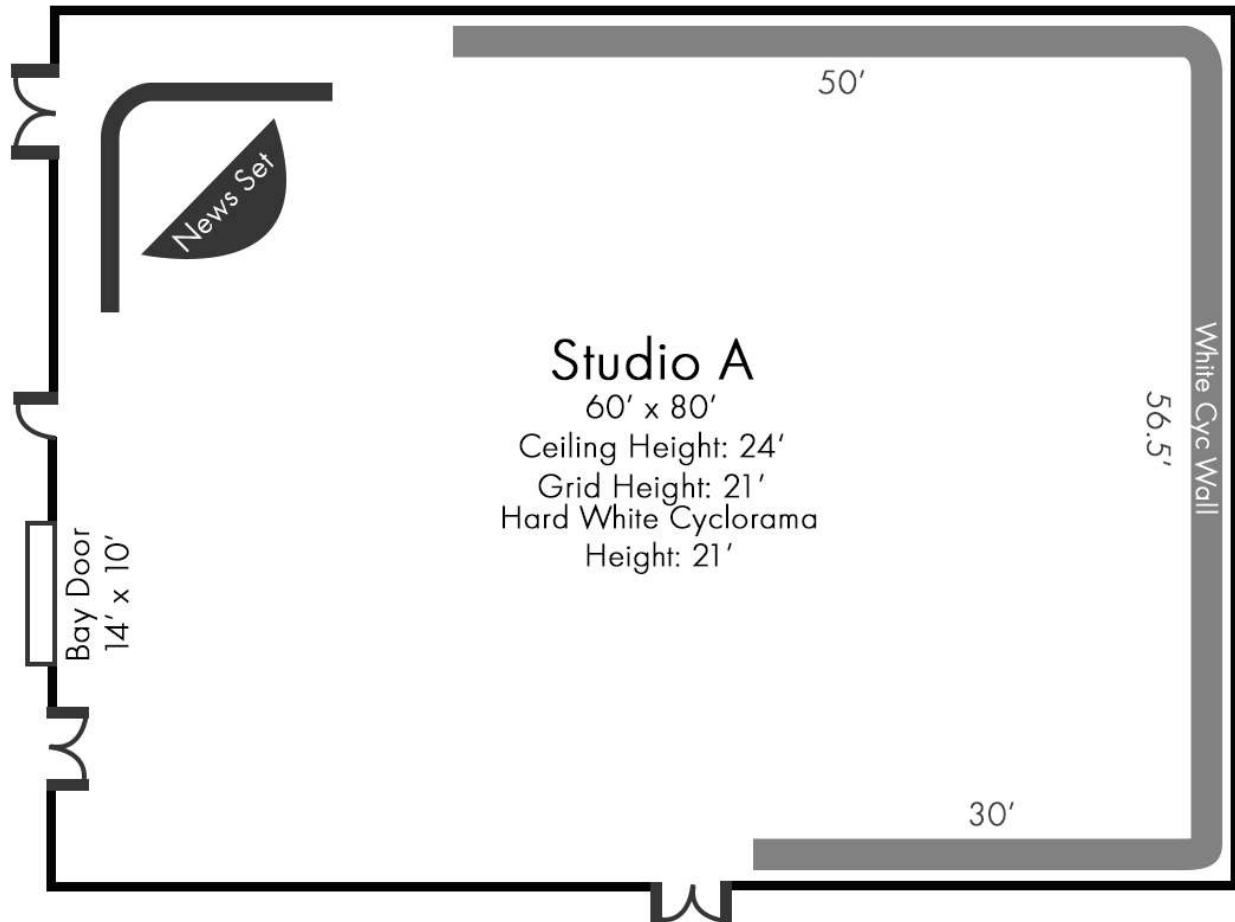 50'
News Set
Studio A
60' x 80'
Ceiling Height: 24'
Grid Height: 21'
Hard White Cyclorama
Height: 21'
White Cyc Wall
56.5'
Bay Door
14' x 10'
30'